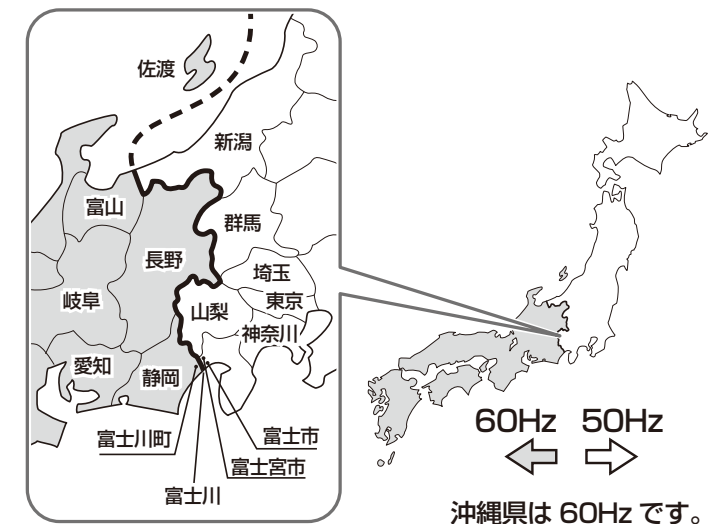 佐渡
新潟
富山
群馬
長野
埼玉
岐阜
東京
山梨
神奈川
愛知
静岡
富士川町
富士市
富士宮市
富士川
60Hz 50Hz
沖縄県は 60Hz です。